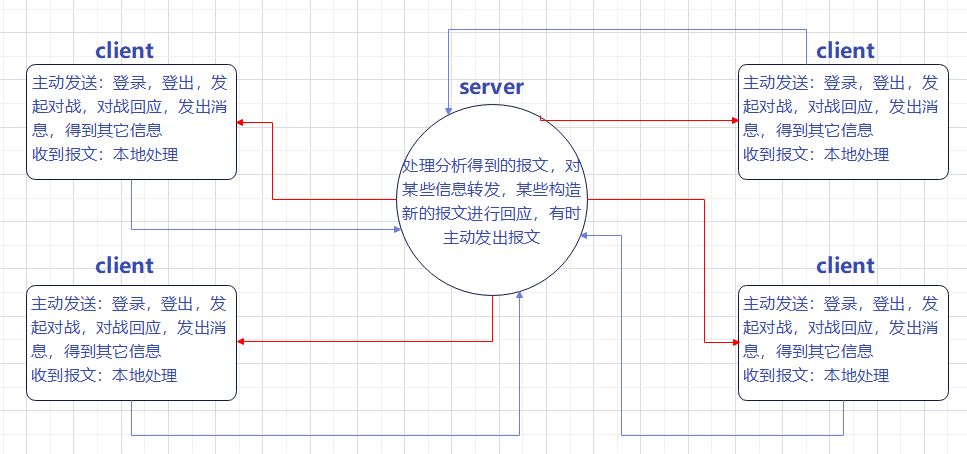 client
主动发送：登录，登出，发
起对战，对战回应，发出消
息，得到其它信息
收到报文：本地处理
server
处理分析得到的报文，对
某些信息转发，某些构造
新的报文进行回应，有时
主动发出报文
client
主动发送：登录，登出，发
起对战，对战回应，发出消
息，得到其它信息
收到报文：本地处理
client
主动发送：登录，登出，发
起对战，对战回应，发出消
息，得到其它信息
收到报文：本地处理
client
主动发送：登录，登出，发
起对战，对战回应，发出消
息，得到其它信息
收到报文：本地处理